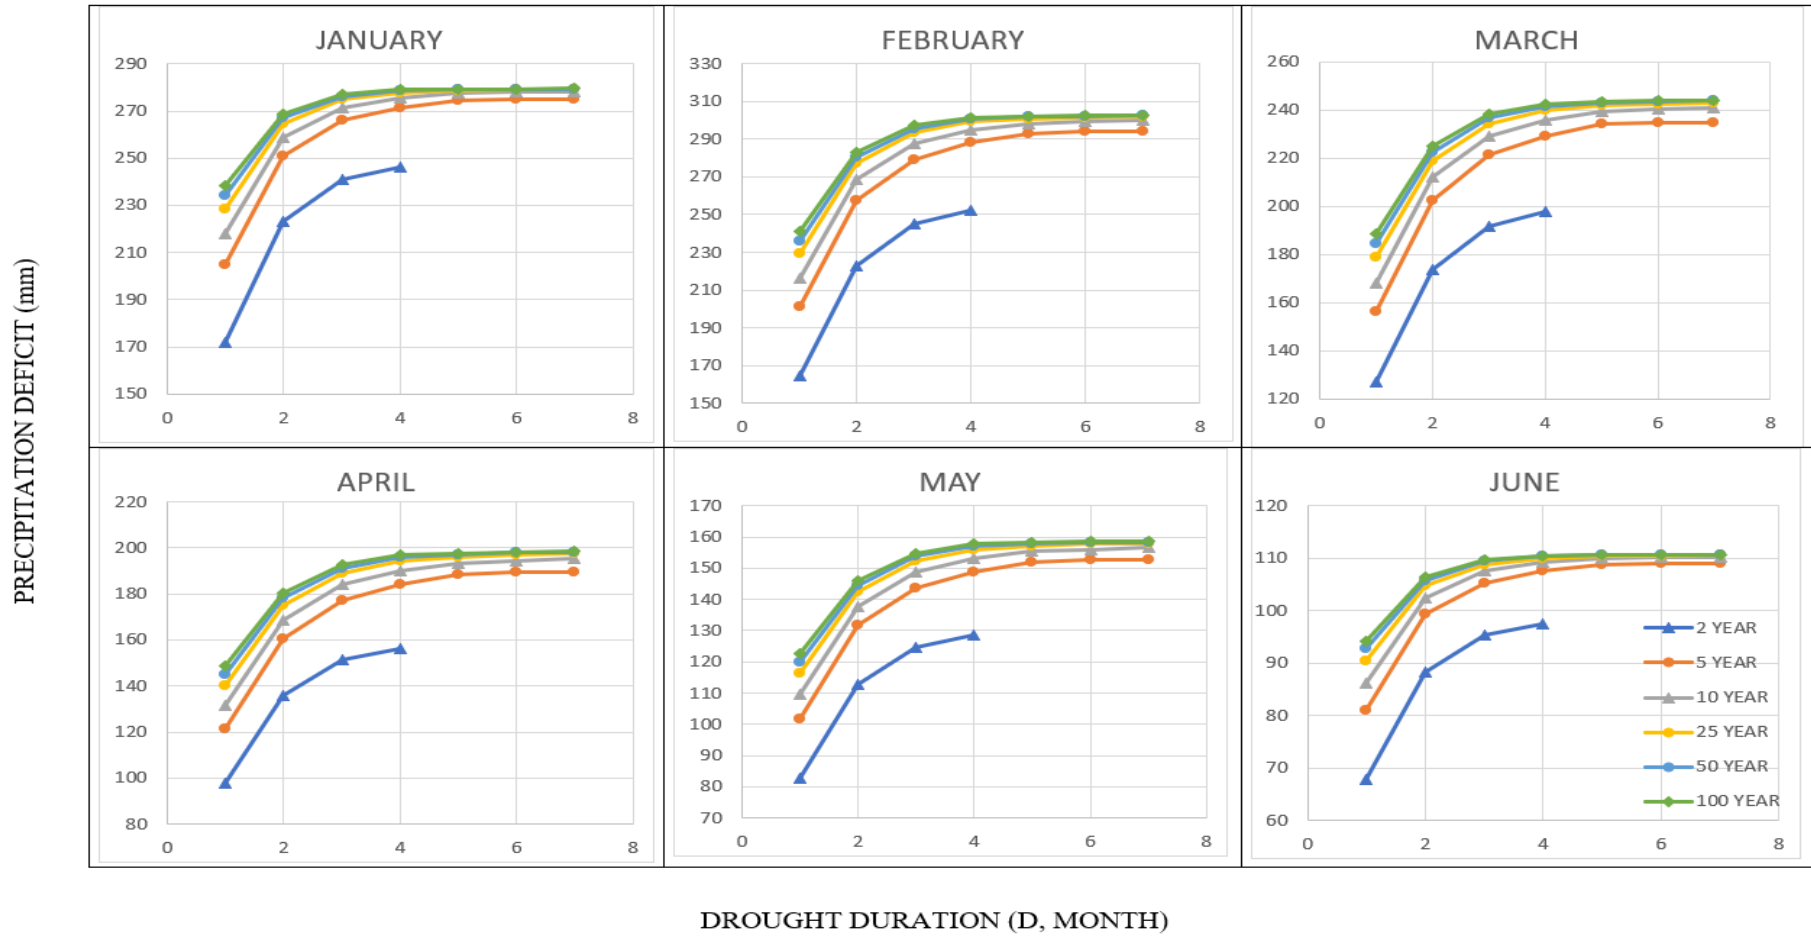 PRECIPITATION DEFICIT (mm)
JANUARY
290
270
250
230
210
190
170
150
0 2 4 6 8
FEBRUARY
330
310
290
270
250
230
210
190
170
150
0 2 4 6 8
MARCH
260
240
220
200
180
160
140
120
0 2 4 6 8
APRIL
220
200
180
160
140
120
100
80
0 2 4 6 8
MAY
170
160
150
140
130
120
110
100
90
80
70
0 2 4 6 8
JUNE
120
110
100
90
80
70
60
0 2 4 6 8
2 YEAR
5 YEAR
10 YEAR
25 YEAR
50 YEAR
100 YEAR
DROUGHT DURATION (D, MONTH)